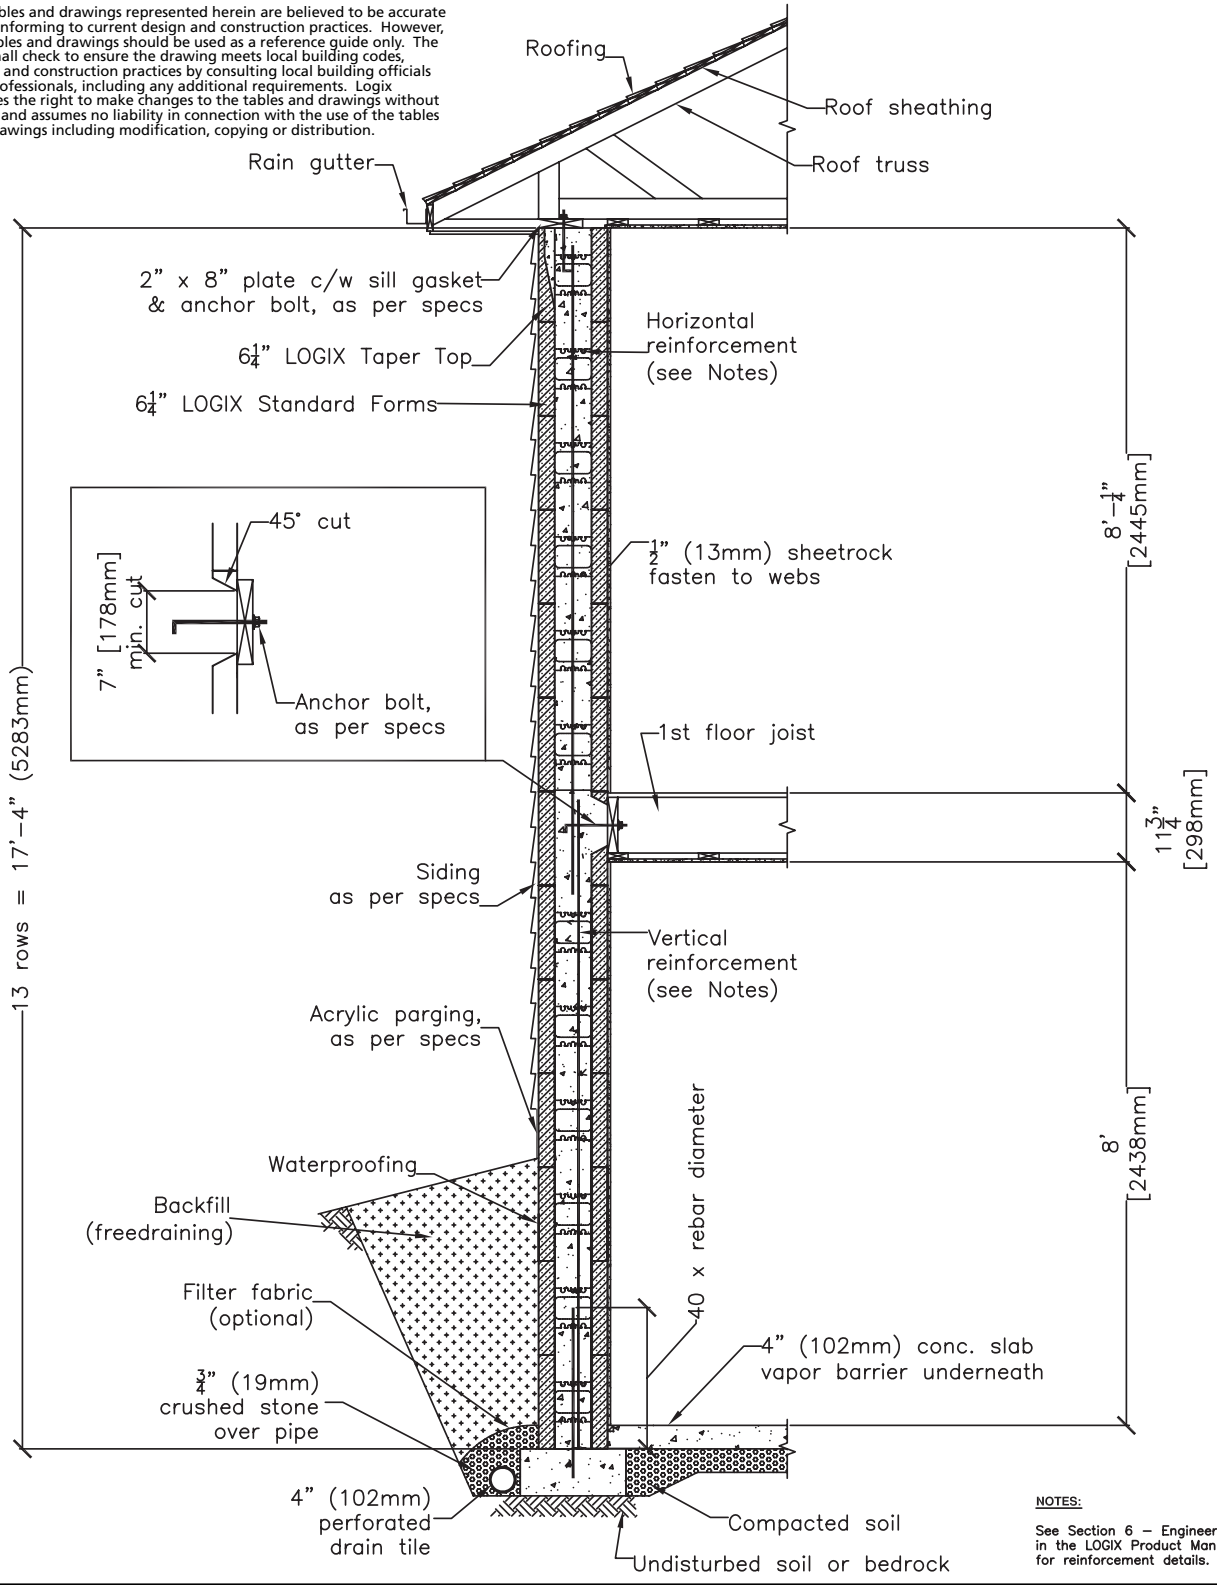 bles and drawings represented herein are believed to be accurate
nforming to current design and construction practices. However,
bles and drawings should be used as a reference guide only. The
hall check to ensure the drawing meets local building codes,
and construction practices by consulting local building officials
ofessionals, including any additional requirements. Logix
es the right to make changes to the tables and drawings without
and assumes no liability in connection with the use of the tables
awings including modification, copying or distribution.
Roofing
Roof sheathing
Roof truss
Rain gutter
2” x 8” plate c/w sill gasket
& anchor bolt, as per specs
6¼” LOGIX Taper Top
6¼” LOGIX Standard Forms
Horizontal
reinforcement
(see Notes)
8'-¼”
[2445mm]
45° cut
7” [178mm]
min. cut
Anchor bolt,
as per specs
½” (13mm) sheetrock
fasten to webs
1st floor joist
11¾”
[298mm]
13 rows = 17'-4” (5283mm)
Siding
as per specs
Vertical
reinforcement
(see Notes)
Acrylic parging,
as per specs
40 x rebar diameter
8'
[2438mm]
Waterproofing
Backfill
(freedraining)
Filter fabric
(optional)
¾” (19mm)
crushed stone
over pipe
4” (102mm) conc. slab
vapor barrier underneath
4” (102mm)
perforated
drain tile
Compacted soil
Undisturbed soil or bedrock
NOTES:
See Section 6 – Engineer
in the LOGIX Product Man
for reinforcement details.